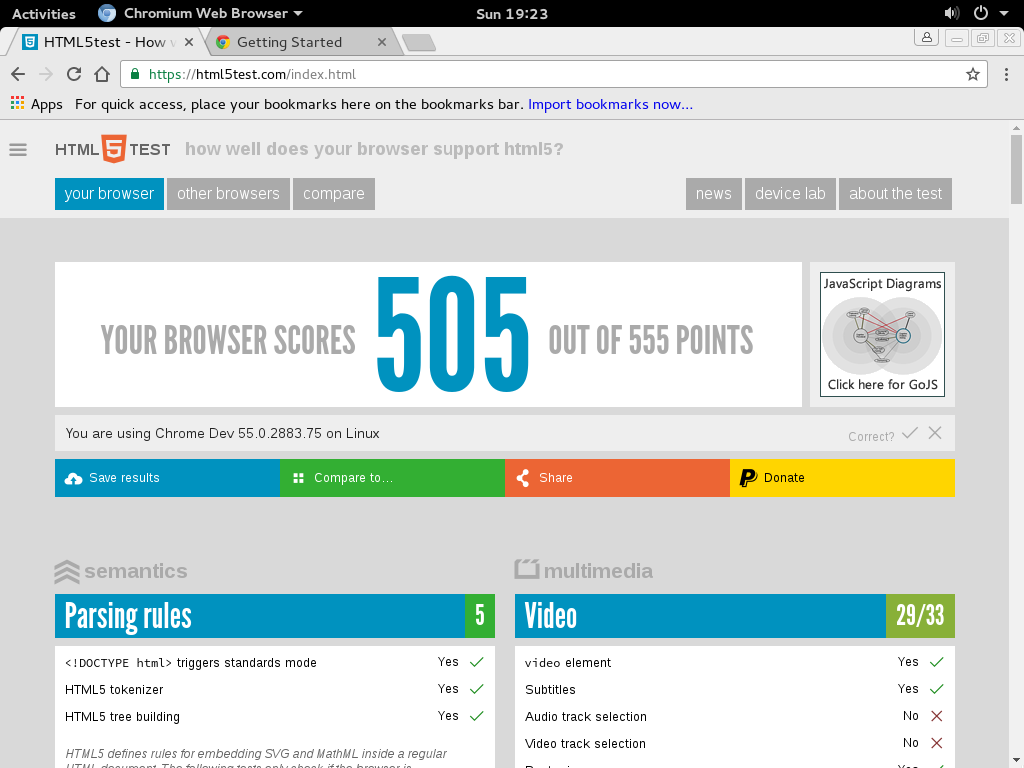 Activities Chromium Web Browser Sun 19:23
HTML5test - How Getting Started
https://html5test.com/index.html
Apps For quick access, place your bookmarks here on the bookmarks bar. Import bookmarks now...
HTML 5 TEST how well does your browser support html5?
your browser other browsers compare news device lab about the test
YOUR BROWSER SCORES 505 OUT OF 555 POINTS
JavaScript Diagrams
Click here for GoJS
You are using Chrome Dev 55.0.2883.75 on Linux Correct?
Save results Compare to... Share Donate
semantics
Parsing rules 5
<!DOCTYPE html> triggers standards mode Yes
HTML5 tokenizer Yes
HTML5 tree building Yes
HTML5 defines rules for embedding SVG and MathML inside a regular
HTML document. The following tests only check if the browser is
multimedia
Video 29/33
video element Yes
Subtitles Yes
Audio track selection No
Video track selection No